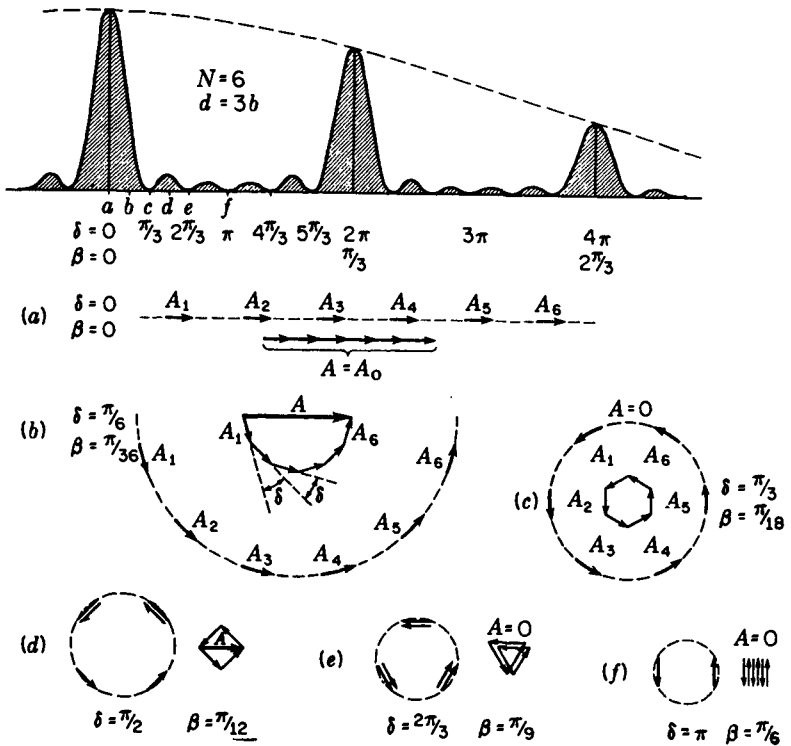 N=6
d=3b
a b c d e f
δ=0 π/3 2π/3 π 4π/3 5π/3 2π 3π 4π
β=0 π/3 2π/3
(a) δ=0 A₁ A₂ A₃ A₄ A₅ A₆
β=0
A=A₀
(b) δ=π/6
β=π/36
A₁ A₂ A₃ A₄ A₅ A₆
A
A₁ A₆
δ δ
(c)
A=0
A₁ A₆
A₂ A₅
A₃ A₄
δ=π/3
β=π/18
(d) A
δ=π/2 β=π/12
(e) A=0
δ=2π/3 β=π/9
(f) A=0
δ=π β=π/6